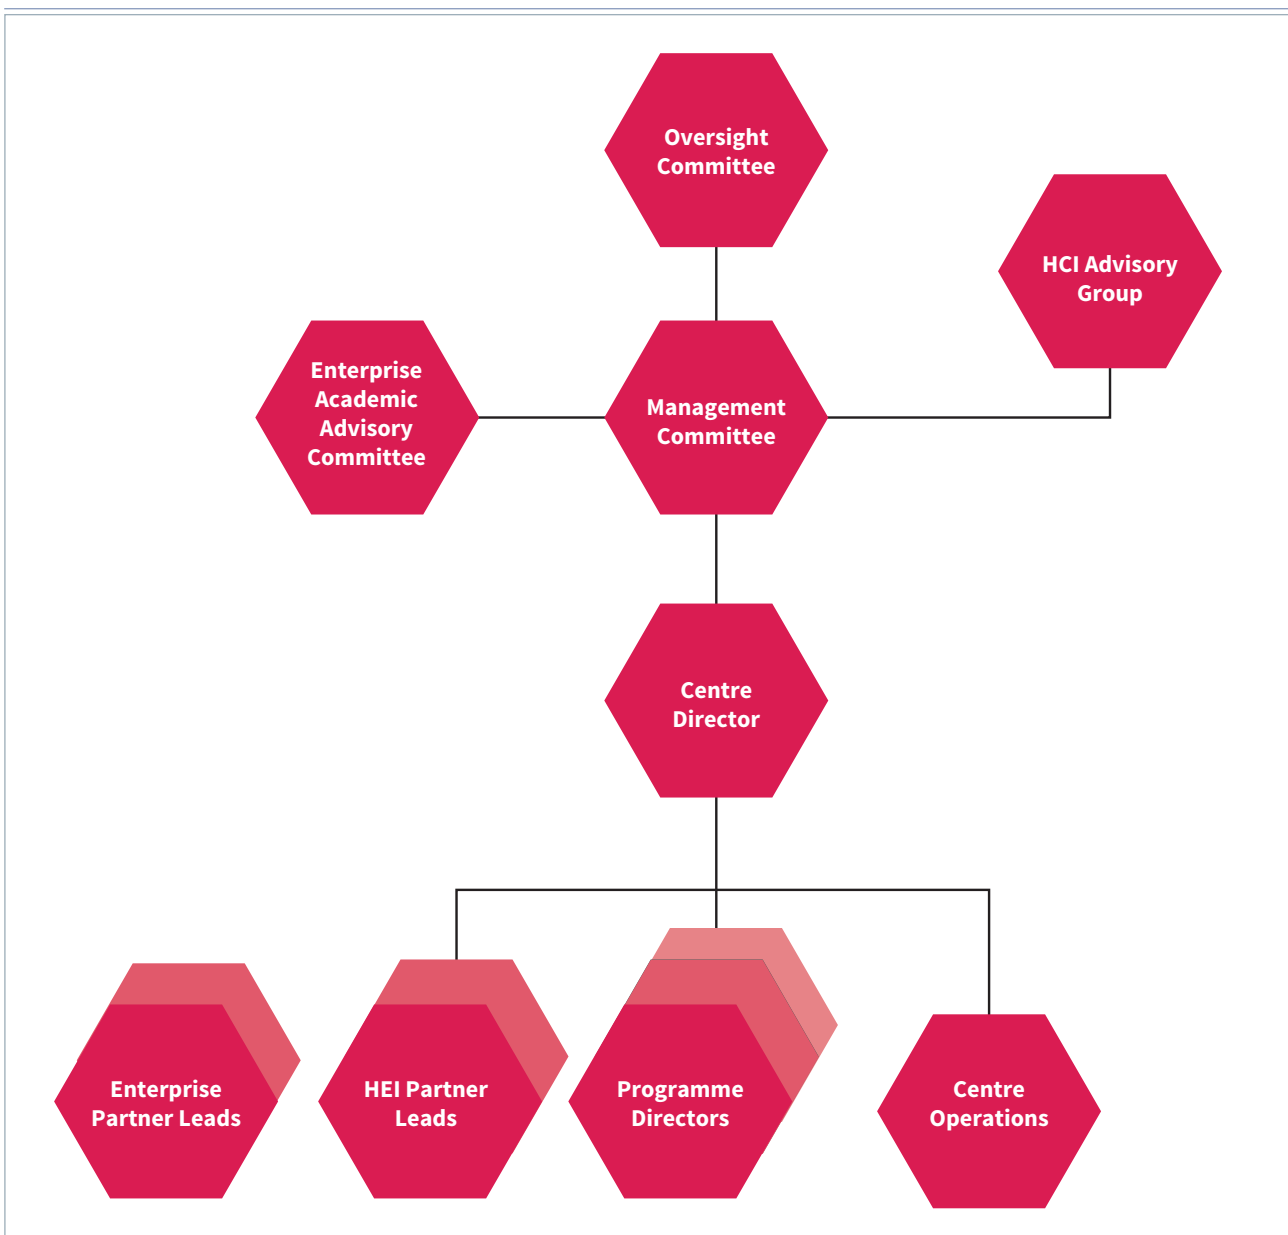 Oversight
Committee
HCI Advisory
Group
Enterprise
Academic
Advisory
Committee
Management
Committee
Centre
Director
Enterprise
Partner Leads
HEI Partner
Leads
Programme
Directors
Centre
Operations